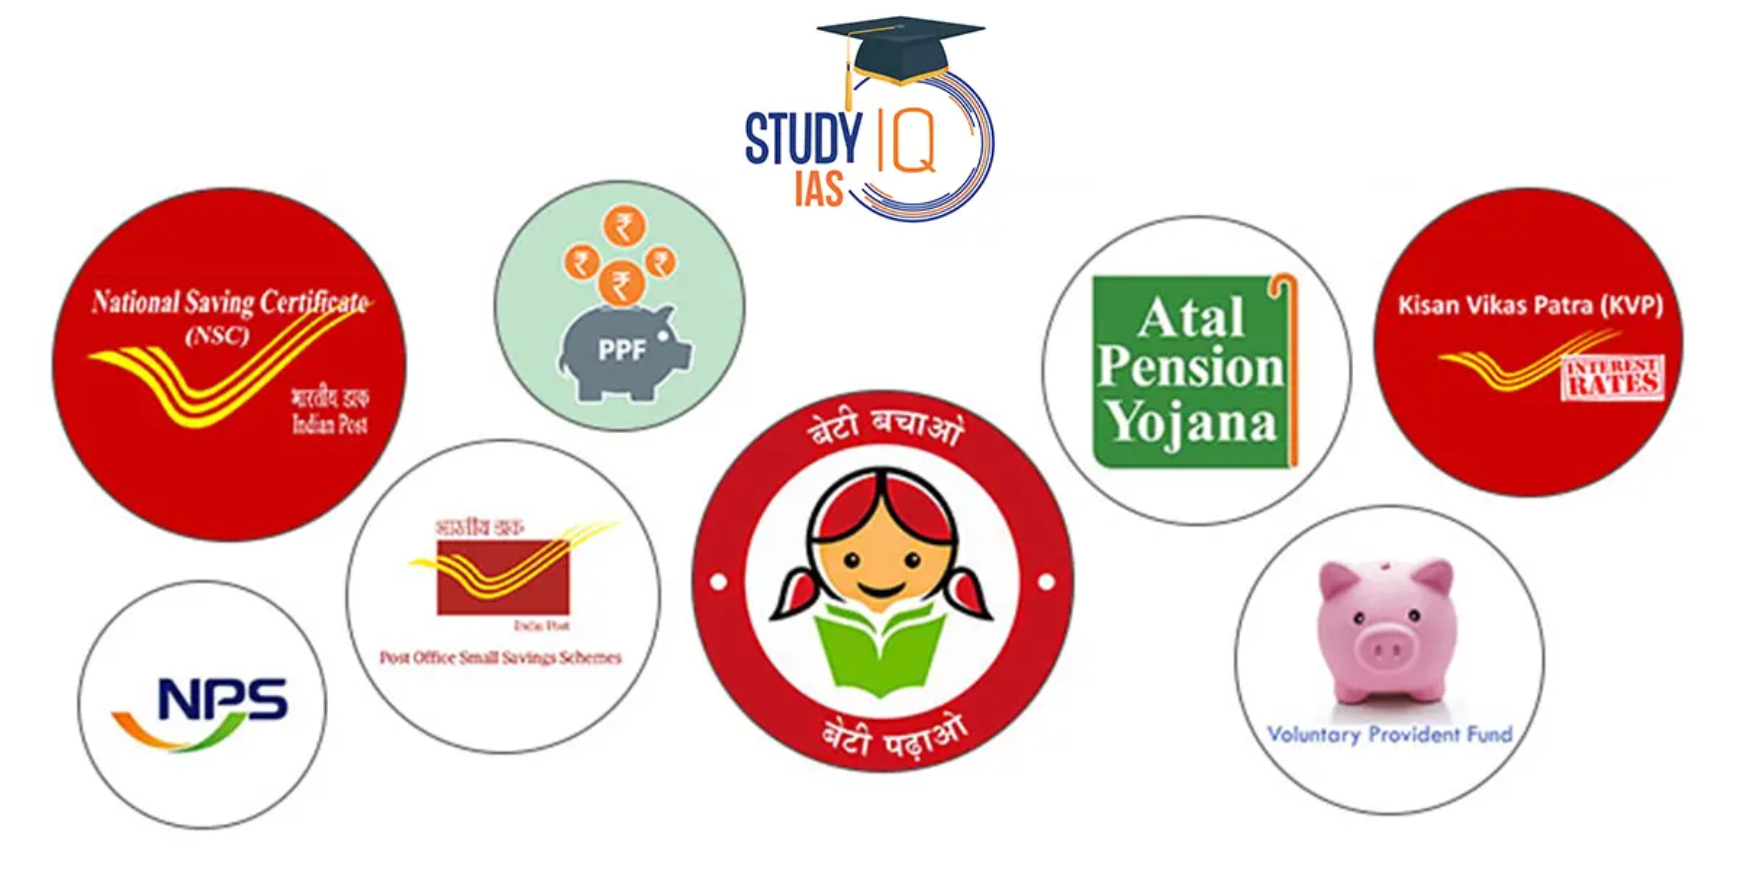 STUDY IQ
IAS
National Saving Certificate
(NSC)
भारतीय डाक
Indian Post
₹
₹ ₹
₹
PPF
Atal
Pension
Yojana
Kisan Vikas Patra (KVP)
INTEREST
RATES
भारतीय डाक
India Post
Post Office Small Savings Schemes
बेटी बचाओ
बेटी पढ़ाओ
NPS
Voluntary Provident Fund